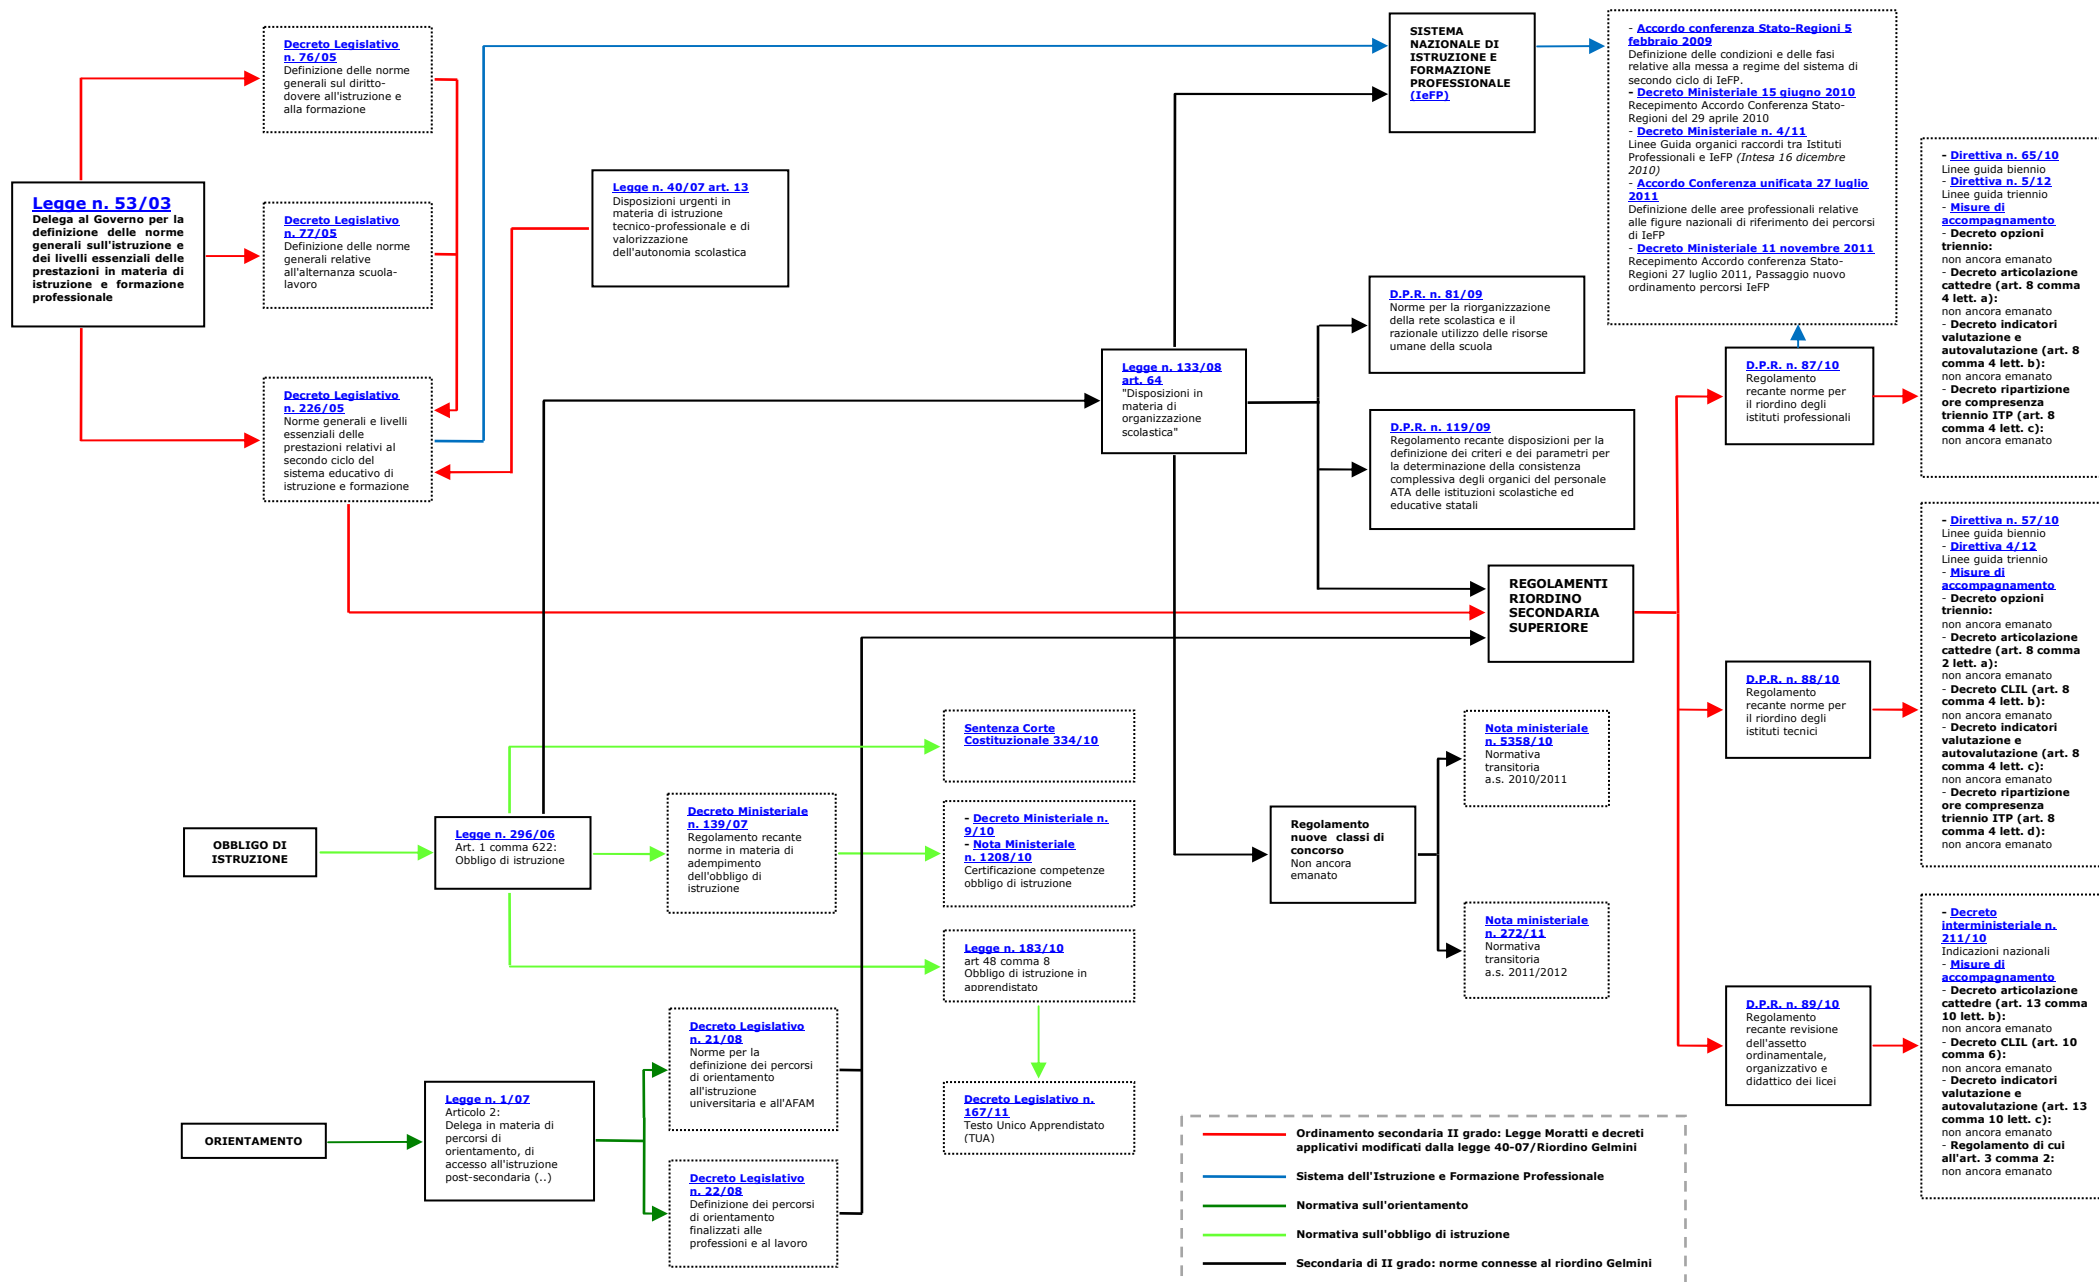 Legge n. 53/03
Delega al Governo per la
definizione delle norme
generali sull'istruzione e
dei livelli essenziali delle
prestazioni in materia di
istruzione e formazione
professionale
Decreto Legislativo
n. 76/05
Definizione delle norme
generali sul diritto-
dovere all'istruzione e
alla formazione
Decreto Legislativo
n. 77/05
Definizione delle norme
generali relative
all'alternanza scuola-
lavoro
Decreto Legislativo
n. 226/05
Norme generali e livelli
essenziali delle
prestazioni relativi al
secondo ciclo del
sistema educativo di
istruzione e formazione
Legge n. 40/07 art. 13
Disposizioni urgenti in
materia di istruzione
tecnico-professionale e di
valorizzazione
dell'autonomia scolastica
SISTEMA
NAZIONALE DI
ISTRUZIONE E
FORMAZIONE
PROFESSIONALE
(IeFP)
- Accordo conferenza Stato-Regioni 5
febbraio 2009
Definizione delle condizioni e delle fasi
relative alla messa a regime del sistema di
secondo ciclo di IeFP.
- Decreto Ministeriale 15 giugno 2010
Recepimento Accordo Conferenza Stato-
Regioni del 29 aprile 2010
- Decreto Ministeriale n. 4/11
Linee Guida organici raccordi tra Istituti
Professionali e IeFP (Intesa 16 dicembre
2010)
- Accordo Conferenza unificata 27 luglio
2011
Definizione delle aree professionali relative
alle figure nazionali di riferimento dei percorsi
di IeFP
- Decreto Ministeriale 11 novembre 2011
Recepimento Accordo conferenza Stato-
Regioni 27 luglio 2011, Passaggio nuovo
ordinamento percorsi IeFP
Legge n. 133/08
art. 64
"Disposizioni in
materia di
organizzazione
scolastica"
D.P.R. n. 81/09
Norme per la riorganizzazione
della rete scolastica e il
razionale utilizzo delle risorse
umane della scuola
D.P.R. n. 119/09
Regolamento recante disposizioni per la
definizione dei criteri e dei parametri per
la determinazione della consistenza
complessiva degli organici del personale
ATA delle istituzioni scolastiche ed
educative statali
REGOLAMENTI
RIORDINO
SECONDARIA
SUPERIORE
D.P.R. n. 87/10
Regolamento
recante norme per
il riordino degli
istituti professionali
- Direttiva n. 65/10
Linee guida biennio
- Direttiva n. 5/12
Linee guida triennio
- Misure di
accompagnamento
- Decreto opzioni
triennio:
non ancora emanato
- Decreto articolazione
cattedre (art. 8 comma
4 lett. a):
non ancora emanato
- Decreto indicatori
valutazione e
autovalutazione (art. 8
comma 4 lett. b):
non ancora emanato
- Decreto ripartizione
ore compresenza
triennio ITP (art. 8
comma 4 lett. c):
non ancora emanato
D.P.R. n. 88/10
Regolamento
recante norme per
il riordino degli
istituti tecnici
- Direttiva n. 57/10
Linee guida biennio
- Direttiva 4/12
Linee guida triennio
- Misure di
accompagnamento
- Decreto opzioni
triennio:
non ancora emanato
- Decreto articolazione
cattedre (art. 8 comma
2 lett. a):
non ancora emanato
- Decreto CLIL (art. 8
comma 4 lett. b):
non ancora emanato
- Decreto indicatori
valutazione e
autovalutazione (art. 8
comma 4 lett. c):
non ancora emanato
- Decreto ripartizione
ore compresenza
triennio ITP (art. 8
comma 4 lett. d):
non ancora emanato
D.P.R. n. 89/10
Regolamento
recante revisione
dell'assetto
ordinamentale,
organizzativo e
didattico dei licei
- Decreto
interministeriale n.
211/10
Indicazioni nazionali
- Misure di
accompagnamento
- Decreto articolazione
cattedre (art. 13 comma
10 lett. b):
non ancora emanato
- Decreto CLIL (art. 10
comma 6):
non ancora emanato
- Decreto indicatori
valutazione e
autovalutazione (art. 13
comma 10 lett. c):
non ancora emanato
- Regolamento di cui
all'art. 3 comma 2:
non ancora emanato
OBBLIGO DI
ISTRUZIONE
Legge n. 296/06
Art. 1 comma 622:
Obbligo di istruzione
Decreto Ministeriale
n. 139/07
Regolamento recante
norme in materia di
adempimento
dell'obbligo di
istruzione
Sentenza Corte
Costituzionale 334/10
- Decreto Ministeriale n.
9/10
- Nota Ministeriale
n. 1208/10
Certificazione competenze
obbligo di istruzione
Legge n. 183/10
art 48 comma 8
Obbligo di istruzione in
apprendistato
Decreto Legislativo n.
167/11
Testo Unico Apprendistato
(TUA)
Regolamento
nuove classi di
concorso
Non ancora
emanato
Nota ministeriale
n. 5358/10
Normativa
transitoria
a.s. 2010/2011
Nota ministeriale
n. 272/11
Normativa
transitoria
a.s. 2011/2012
ORIENTAMENTO
Legge n. 1/07
Articolo 2:
Delega in materia di
percorsi di
orientamento, di
accesso all'istruzione
post-secondaria (..)
Decreto Legislativo
n. 21/08
Norme per la
definizione dei percorsi
di orientamento
all'istruzione
universitaria e all'AFAM
Decreto Legislativo
n. 22/08
Definizione dei percorsi
di orientamento
finalizzati alle
professioni e al lavoro
Ordinamento secondaria II grado: Legge Moratti e decreti
applicativi modificati dalla legge 40-07/Riordino Gelmini
Sistema dell'Istruzione e Formazione Professionale
Normativa sull'orientamento
Normativa sull'obbligo di istruzione
Secondaria di II grado: norme connesse al riordino Gelmini